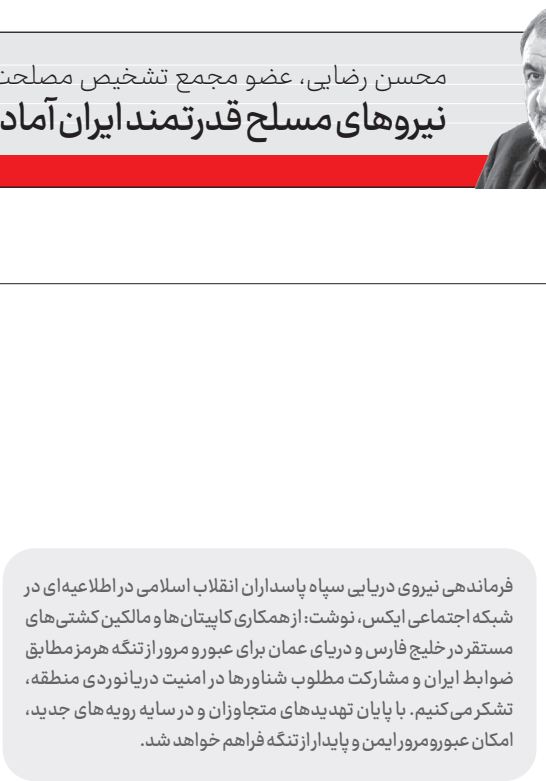 محسن رضایی، عضو مجمع تشخیص مصلحت
نیروهای مسلح قدرتمند ایران آماد
فرماندهی نیروی دریایی سپاه پاسداران انقلاب اسلامی در اطلاعیه‌ای در
شبکه اجتماعی ایکس، نوشت: از همکاری کاپیتان‌ها و مالکین کشتی‌های
مستقر در خلیج فارس و دریای عمان برای عبور و مرور از تنگه هرمز مطابق
ضوابط ایران و مشارکت مطلوب شناورها در امنیت دریانوردی منطقه،
تشکر می‌کنیم. با پایان تهدیدهای متجاوزان و در سایه رویه‌های جدید،
امکان عبورومرور ایمن و پایدار از تنگه فراهم خواهد شد.